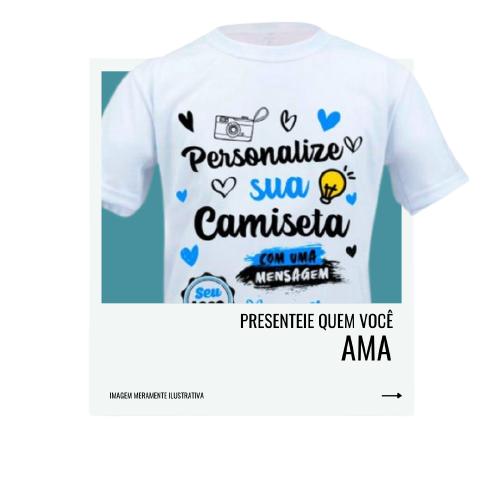 Personalize
sua
Camiseta
COM UMA
MENSAGEM
Seu
PRESENTEIE QUEM VOCÊ
AMA
IMAGEM MERAMENTE ILUSTRATIVA